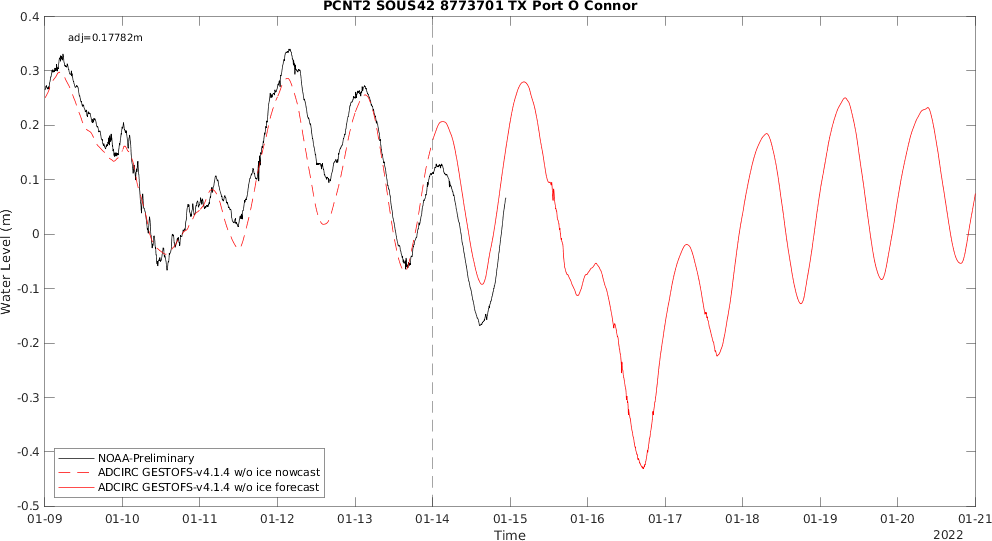 PCNT2 SOUS42 8773701 TX Port O Connor
adj=0.17782m
Water Level (m)
0.4
0.3
0.2
0.1
0
-0.1
-0.2
-0.3
-0.4
-0.5
NOAA-Preliminary
ADCIRC GESTOFS-v4.1.4 w/o ice nowcast
ADCIRC GESTOFS-v4.1.4 w/o ice forecast
01-09 01-10 01-11 01-12 01-13 01-14 01-15 01-16 01-17 01-18 01-19 01-20 01-21
Time
2022